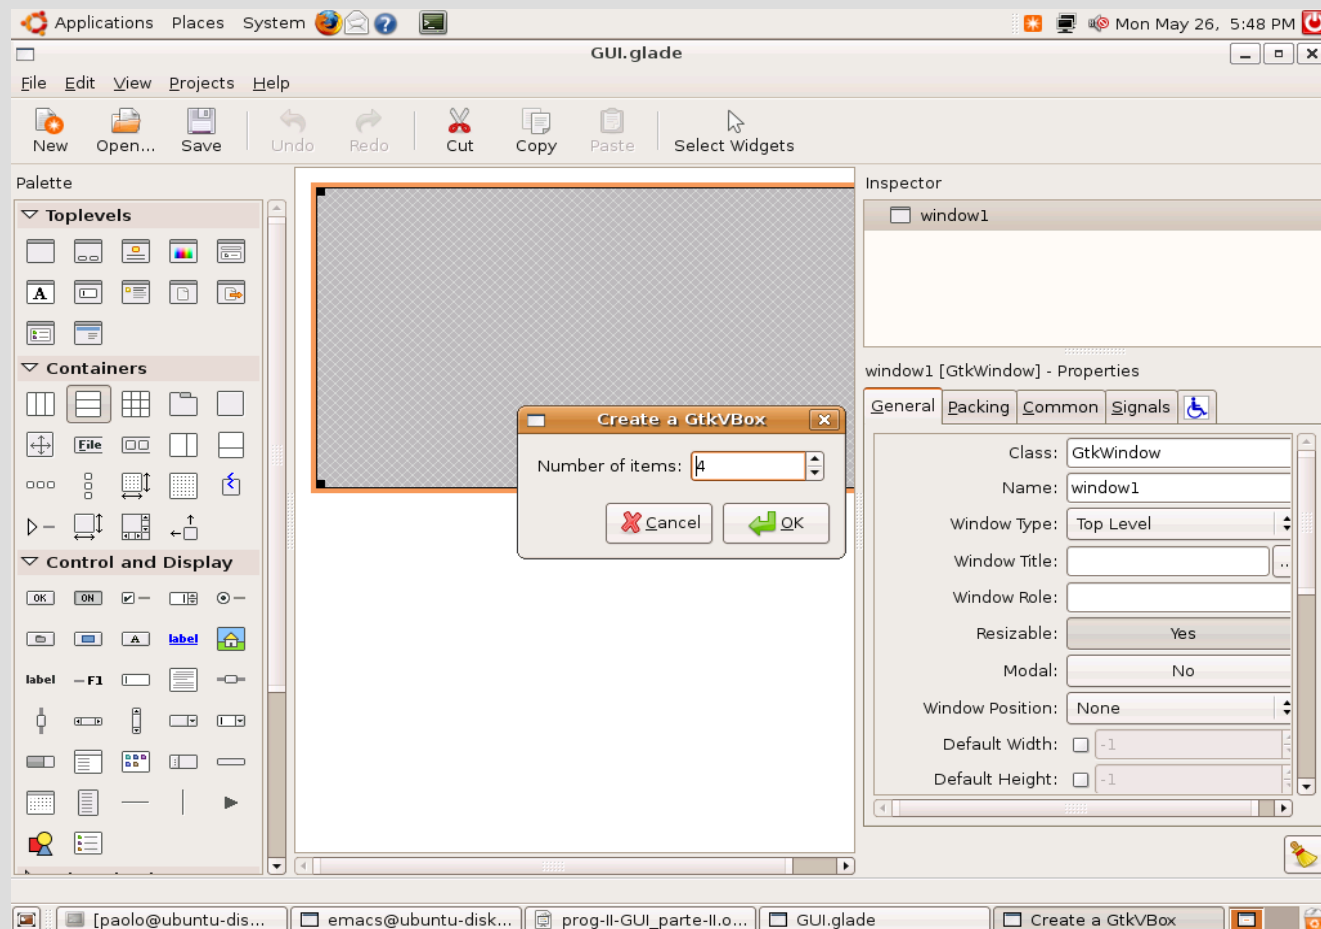 Applications Places System Mon May 26, 5:48 PM
GUI.glade
File Edit View Projects Help
New Open... Save Undo Redo Cut Copy Paste Select Widgets
Palette
Toplevels
A
Containers
File
Control and Display
OK ON
A label
label F1
Create a GtkVBox
Number of items: 4
Cancel OK
Inspector
window1
window1 [GtkWindow] - Properties
General Packing Common Signals
Class: GtkWindow
Name: window1
Window Type: Top Level
Window Title: ..
Window Role:
Resizable: Yes
Modal: No
Window Position: None
Default Width: -1
Default Height: -1
[paolo@ubuntu-dis... emacs@ubuntu-disk... prog-II-GUI_parte-II.o... GUI.glade Create a GtkVBox